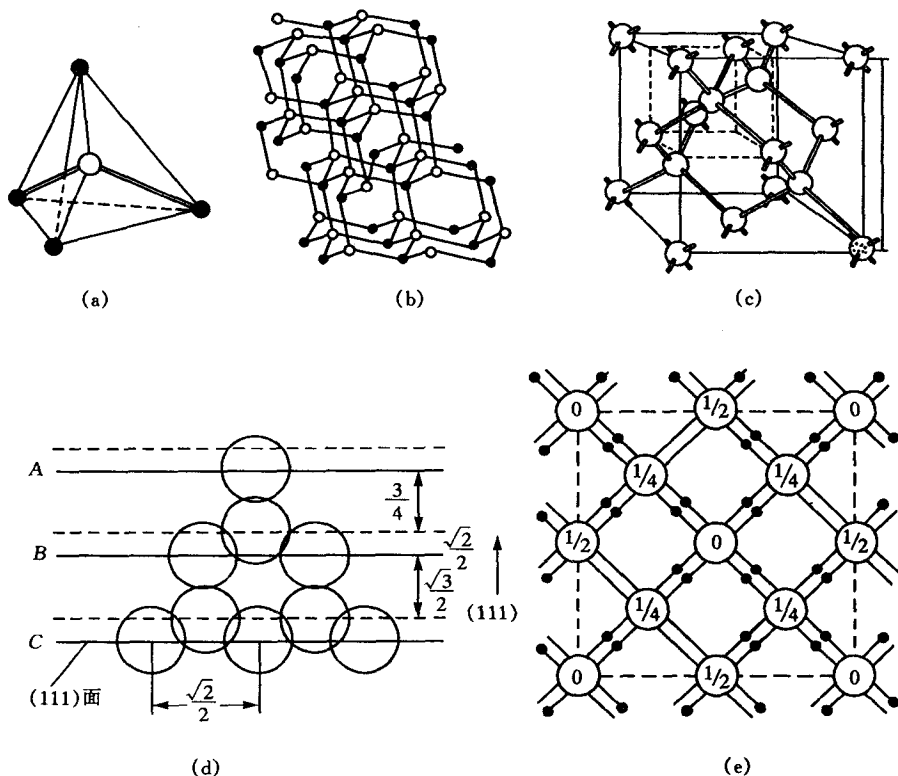 (a)
(b)
(c)
A
3/4
B
√2/2
√3/2
(111)
C
(111)面
√2/2
(d)
0 1/2 0
1/4 1/4
1/2 0 1/2
1/4 1/4
0 1/2 0
(e)